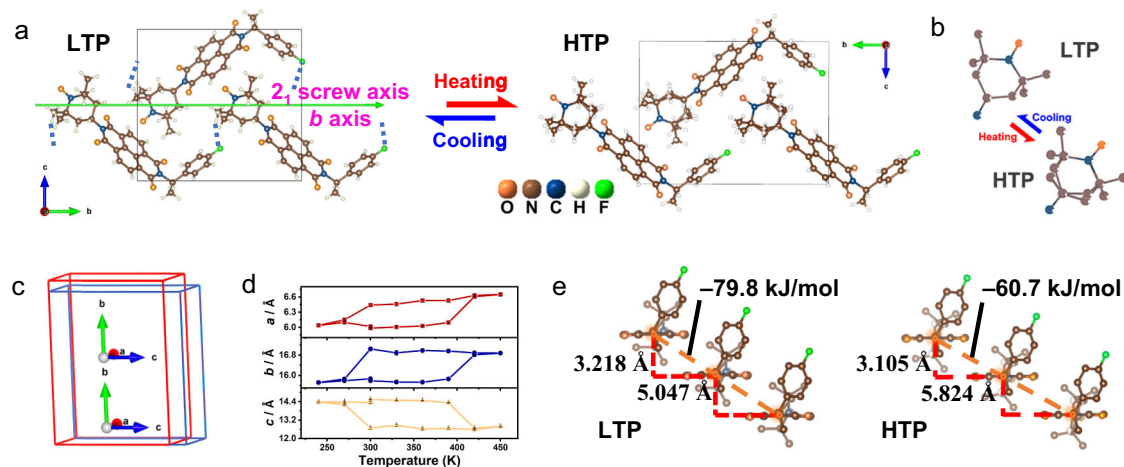 a
LTP
HTP
b
LTP
Heating
Cooling
2₁ screw axis
b axis
c
b
a
O N C H F
b
a
c
Cooling
Heating
HTP
c
b
a
c
b
a
c
d
a / Å
6.6
6.0
b / Å
16.8
16.0
c / Å
14.4
13.2
12.0
250 300 350 400 450
Temperature (K)
e
–79.8 kJ/mol
3.218 Å
5.047 Å
LTP
–60.7 kJ/mol
3.105 Å
5.824 Å
HTP